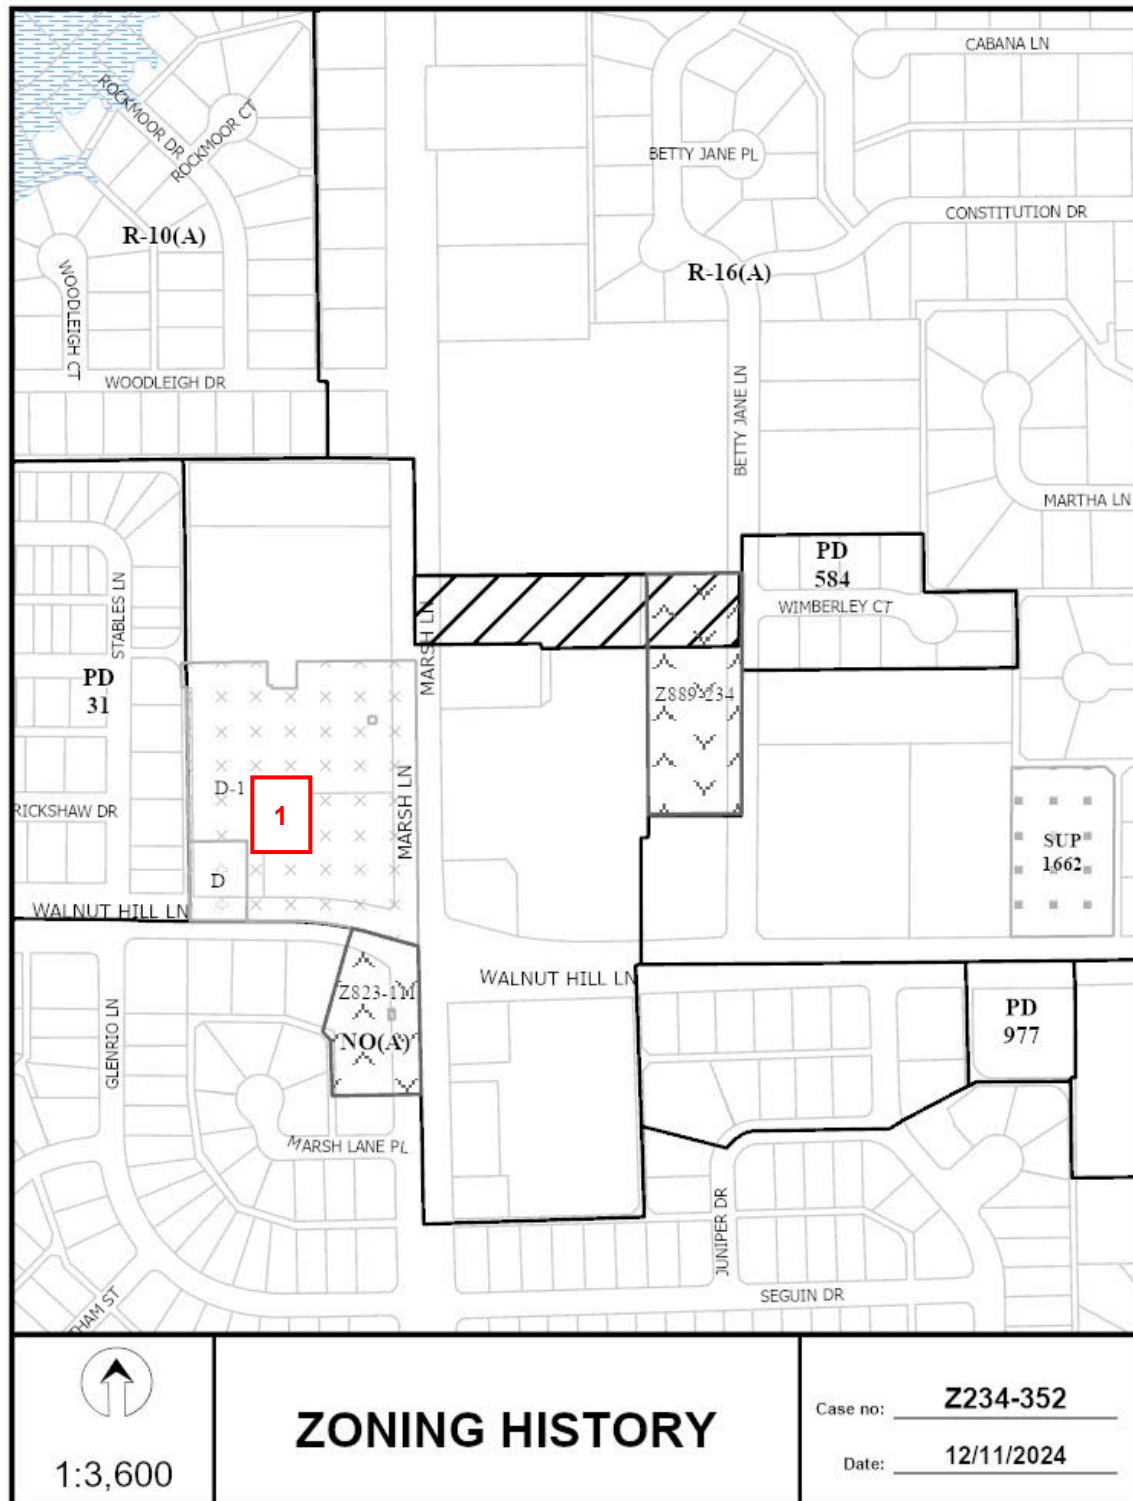 CABANA LN
ROCKMOOR DR
ROCKMOOR CT
BETTY JANE PL
CONSTITUTION DR
R-10(A)
R-16(A)
WOODLEIGH CT
WOODLEIGH DR
BETTY JANE LN
MARTHA LN
PD
584
STABLES LN
WIMBERLEY CT
MARSH LN
PD
31
Z889-234
D-1
1
RICKSHAW DR
MARSH LN
SUP
1662
D
WALNUT HILL LN
WALNUT HILL LN
Z823-111
PD
977
NO(A)
GLENRIO LN
MARSH LANE PL
JUNIPER DR
SEGUIN DR
THAM ST
1:3,600
ZONING HISTORY
Case no: Z234-352
Date: 12/11/2024